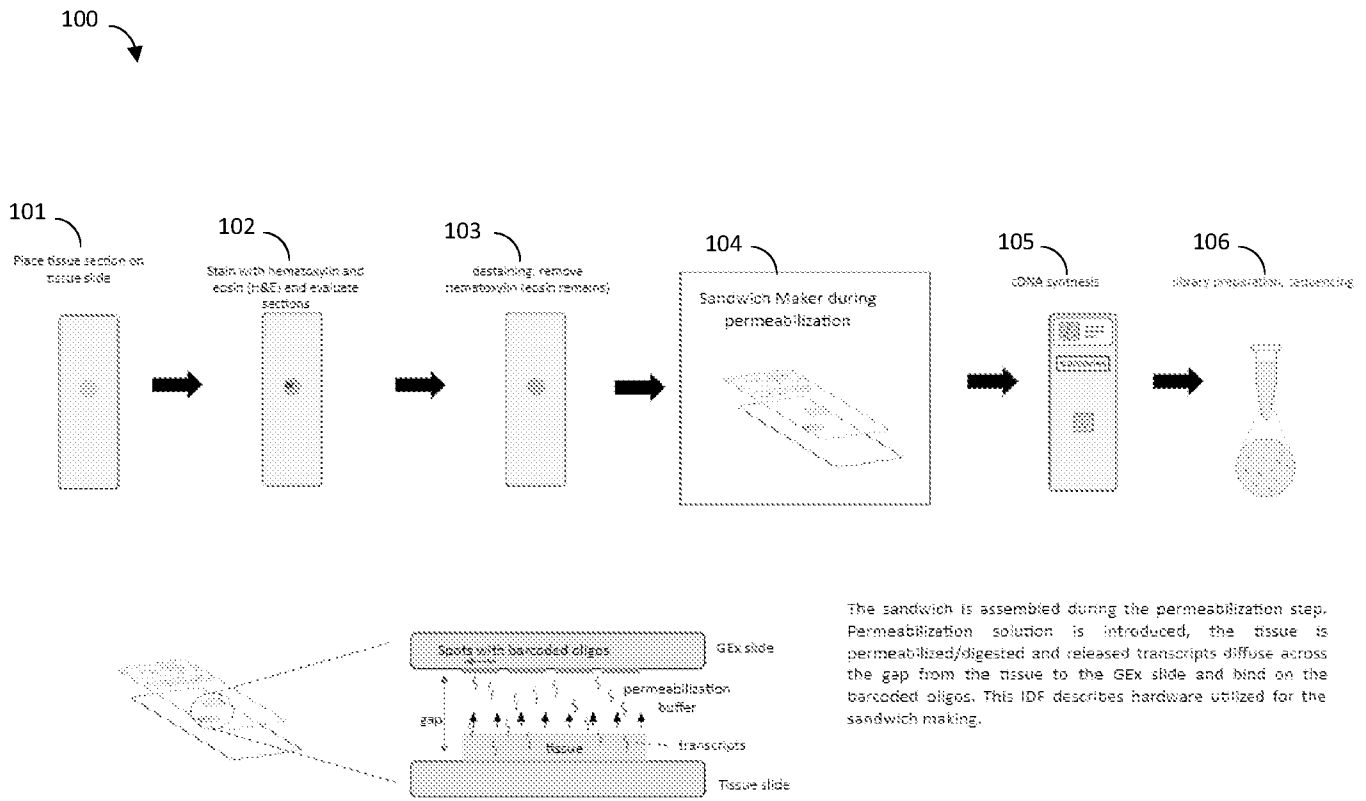 100
101
Place tissue section on
tissue slide
102
Stain with hematoxylin and
eosin (H&E) and evaluate
sections
103
destaining: remove
hematoxylin (eosin remains)
104
Sandwich Maker during
permeabilization
105
cDNA synthesis
106
library preparation, sequencing
Spots with barcoded oligos
GEx slide
permeabilization
buffer
gap
tissue
transcripts
Tissue slide
The sandwich is assembled during the permeabilization step.
Permeabilization solution is introduced, the tissue is
permeabilized/digested and released transcripts diffuse across
the gap from the tissue to the GEx slide and bind on the
barcoded oligos. This IDF describes hardware utilized for the
sandwich making.